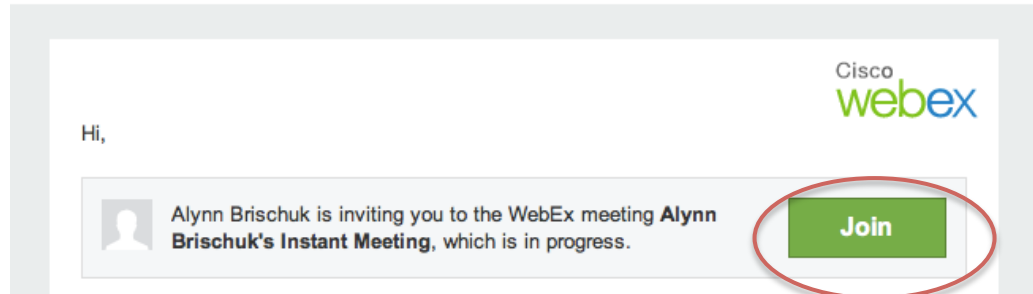 Cisco
webex
Hi,
Alynn Brischuk is inviting you to the WebEx meeting Alynn
Brischuk's Instant Meeting, which is in progress.
Join